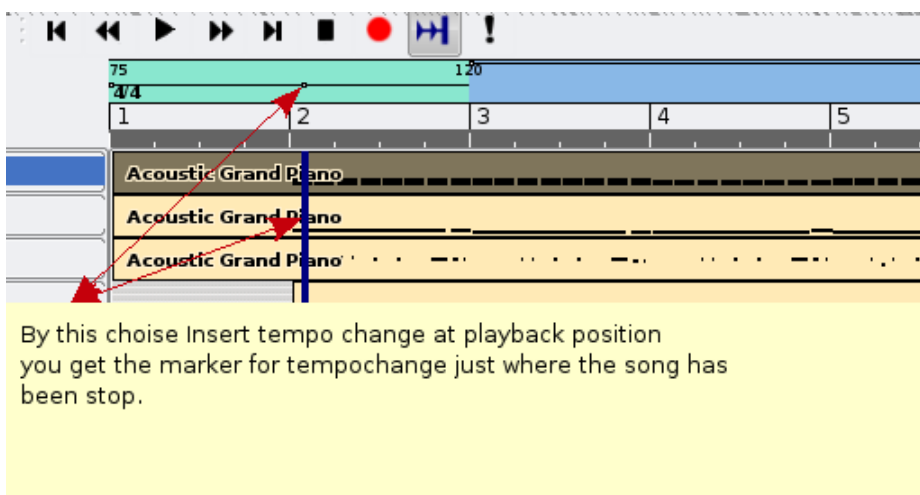 75 120
4/4
1 2 3 4 5
Acoustic Grand Piano
Acoustic Grand Piano
Acoustic Grand Piano
By this choise Insert tempo change at playback position
you get the marker for tempochange just where the song has
been stop.